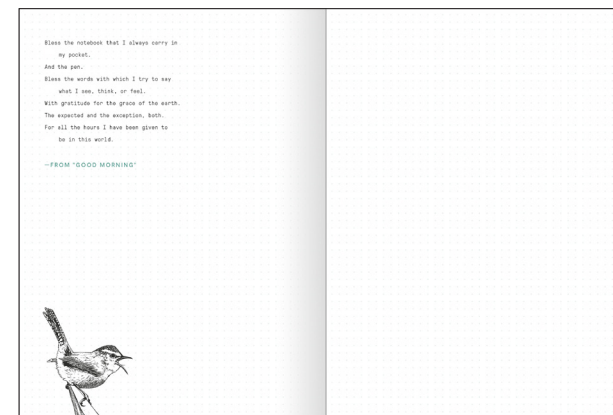 Bless the notebook that I always carry in
my pocket.
And the pen.
Bless the words with which I try to say
what I see, think, or feel.
With gratitude for the grace of the earth.
The expected and the exception, both.
For all the hours I have been given to
be in this world.
—FROM "GOOD MORNING"